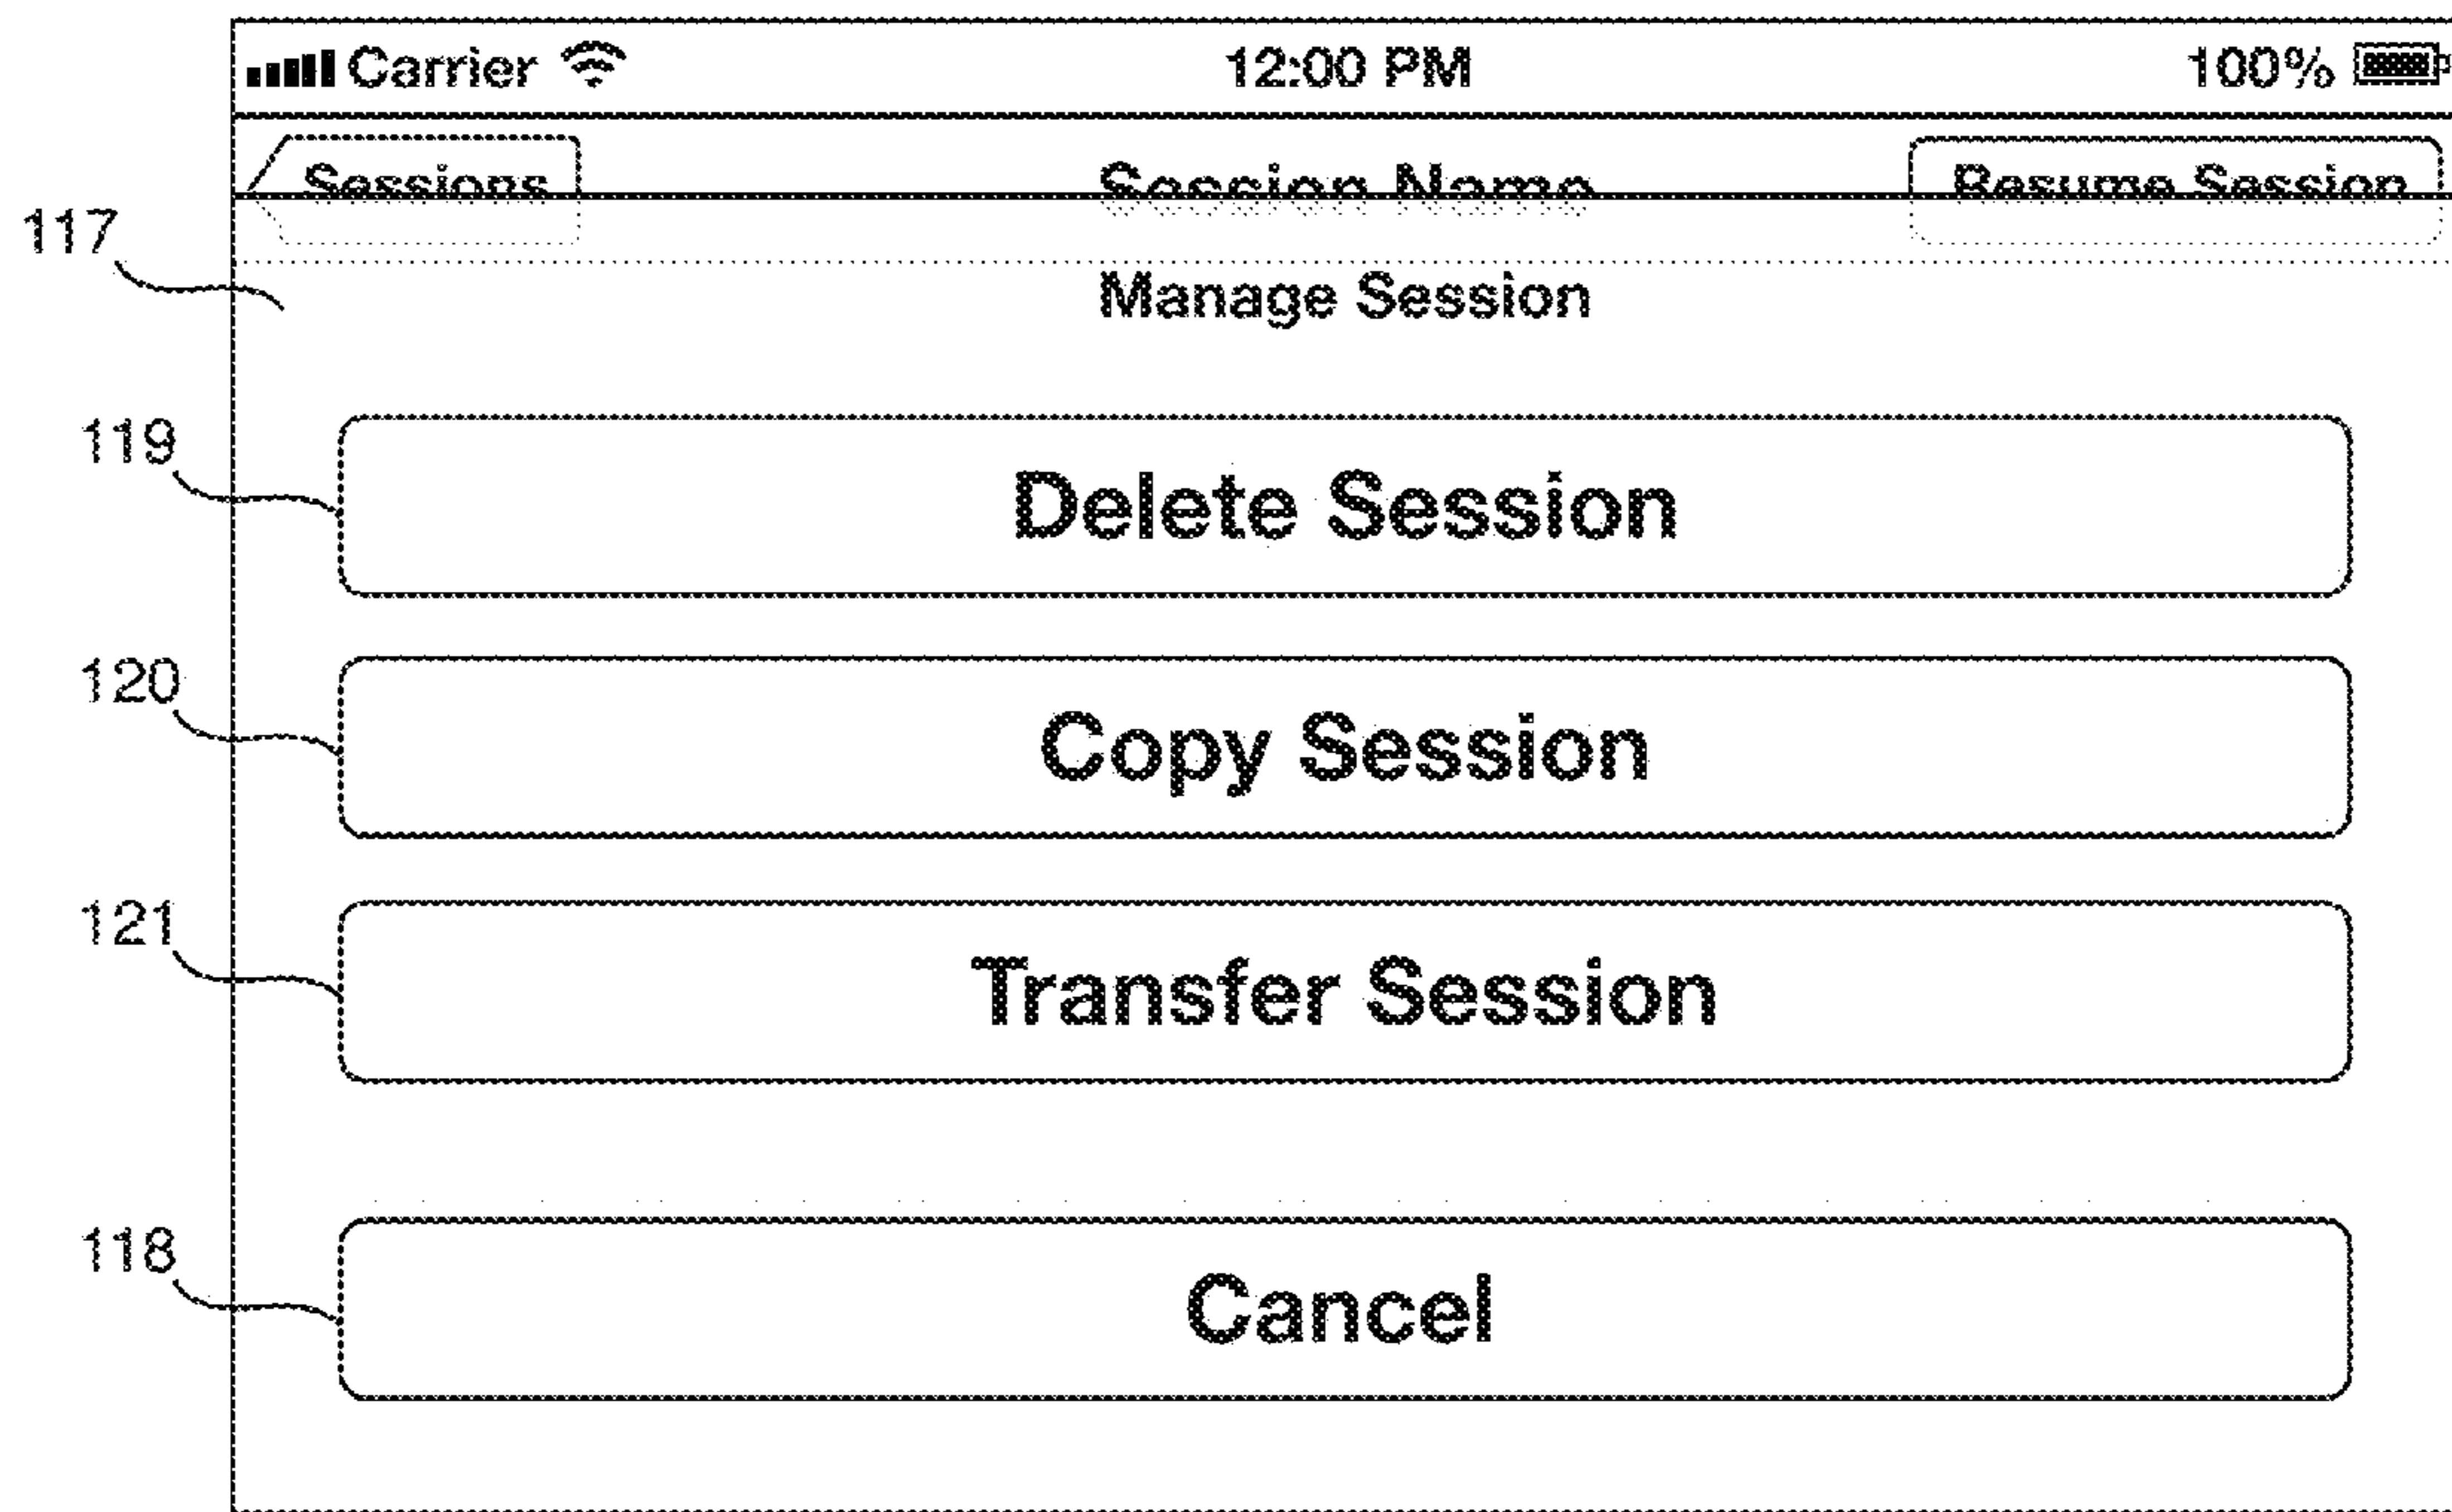 Carrier 12:00 PM 100%
Sessions Session Name Resume Session
117
Manage Session
119
Delete Session
120
Copy Session
121
Transfer Session
118
Cancel